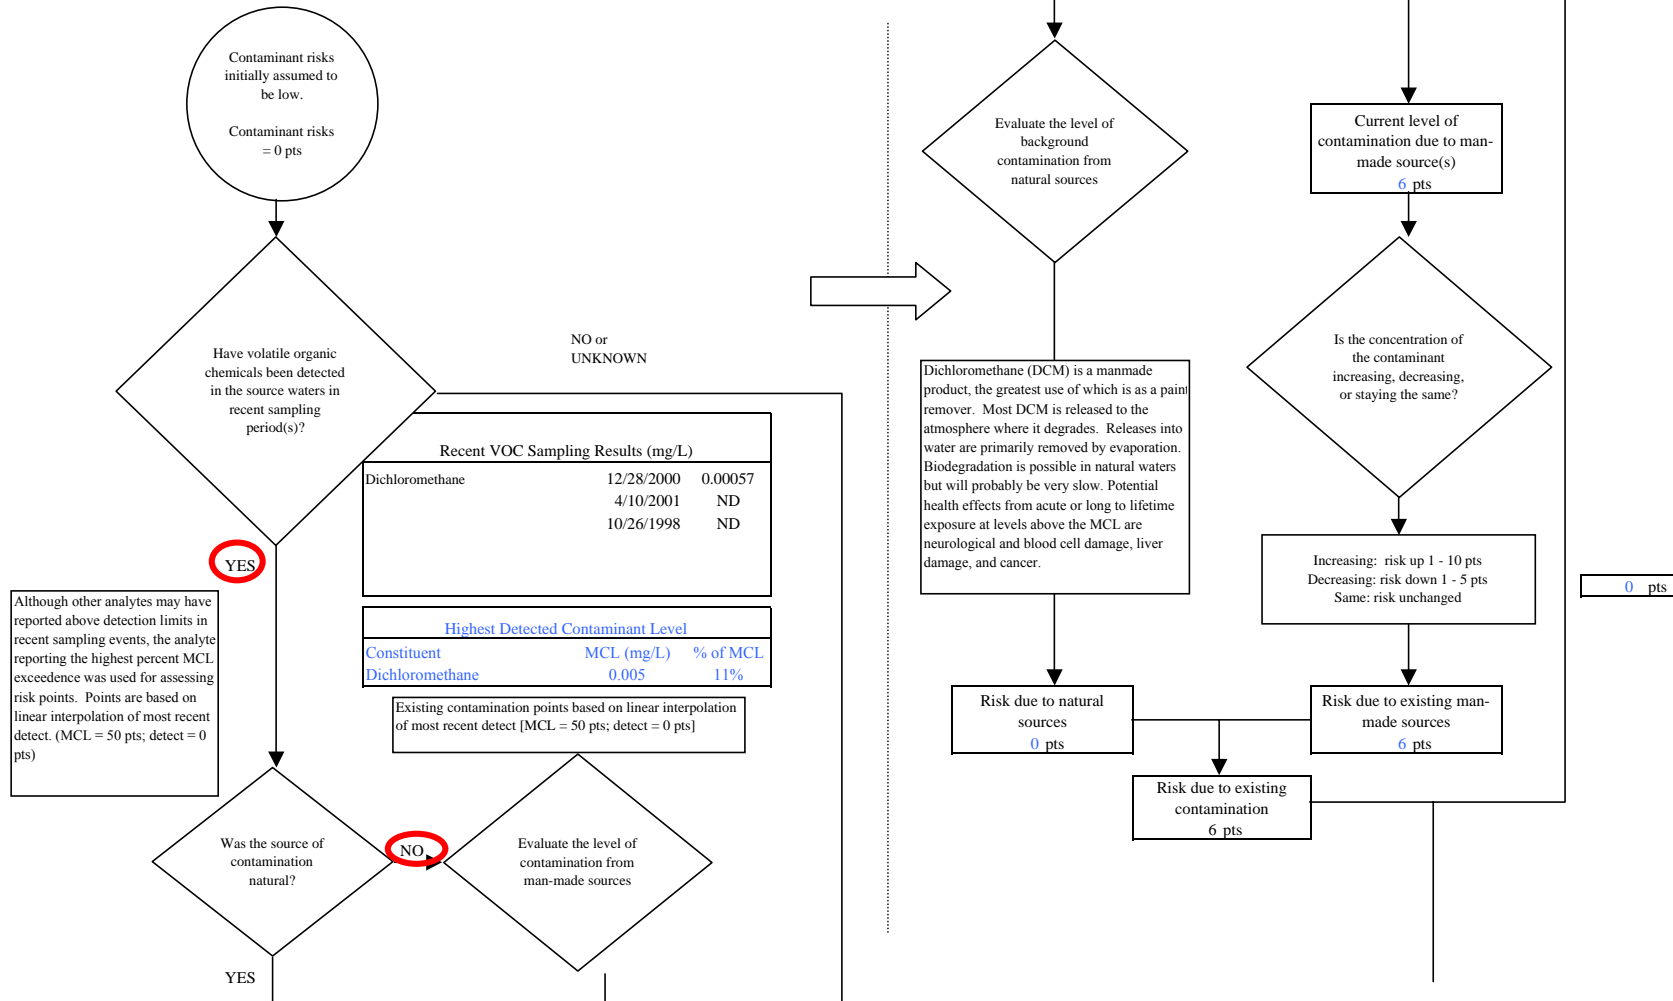 Contaminant risks
initially assumed to
be low.
Contaminant risks
= 0 pts
Have volatile organic
chemicals been detected
in the source waters in
recent sampling
period(s)?
NO or
UNKNOWN
YES
Recent VOC Sampling Results (mg/L)
Dichloromethane 12/28/2000 0.00057
4/10/2001 ND
10/26/1998 ND
Highest Detected Contaminant Level
Constituent MCL (mg/L) % of MCL
Dichloromethane 0.005 11%
Although other analytes may have
reported above detection limits in
recent sampling events, the analyte
reporting the highest percent MCL
exceedence was used for assessing
risk points.  Points are based on
linear interpolation of most recent
detect. (MCL = 50 pts; detect = 0
pts)
Existing contamination points based on linear interpolation
of most recent detect [MCL = 50 pts; detect = 0 pts]
Was the source of
contamination
natural?
NO
Evaluate the level of
contamination from
man-made sources
YES
Evaluate the level of
background
contamination from
natural sources
Dichloromethane (DCM) is a manmade
product, the greatest use of which is as a paint
remover.  Most DCM is released to the
atmosphere where it degrades.  Releases into
water are primarily removed by evaporation.
Biodegradation is possible in natural waters
but will probably be very slow. Potential
health effects from acute or long to lifetime
exposure at levels above the MCL are
neurological and blood cell damage, liver
damage, and cancer.
Risk due to natural
sources
0 pts
Current level of
contamination due to man-
made source(s)
6 pts
Is the concentration of
the contaminant
increasing, decreasing,
or staying the same?
Increasing:  risk up 1 - 10 pts
Decreasing: risk down 1 - 5 pts
Same: risk unchanged
Risk due to existing man-
made sources
6 pts
Risk due to existing
contamination
6 pts
0 pts